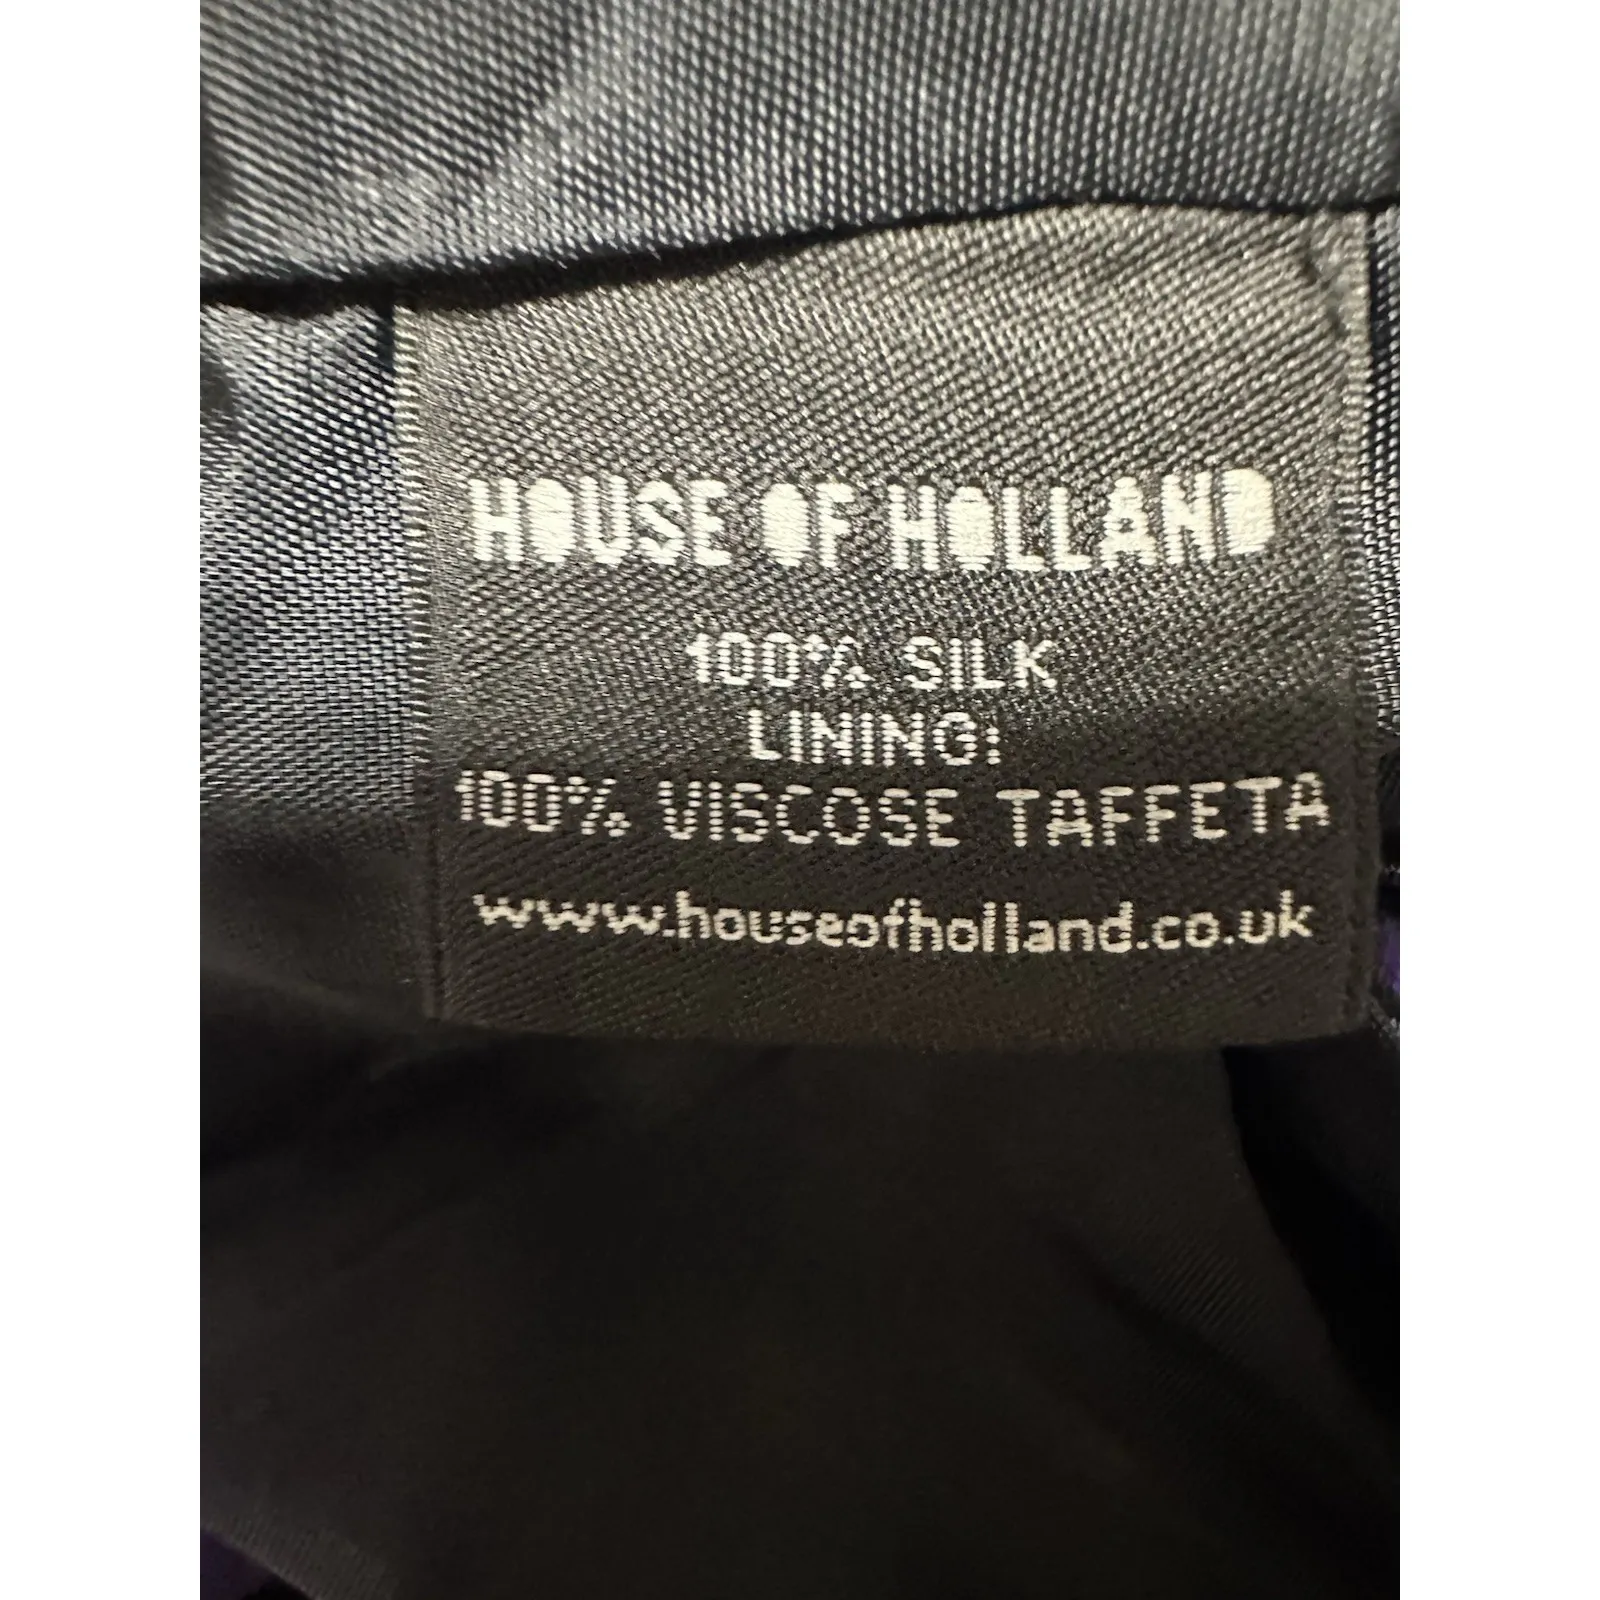 HOUSE OF HOLLAND
100% SILK
LINING:
100% VISCOSE TAFFETA
www.houseofholland.co.uk